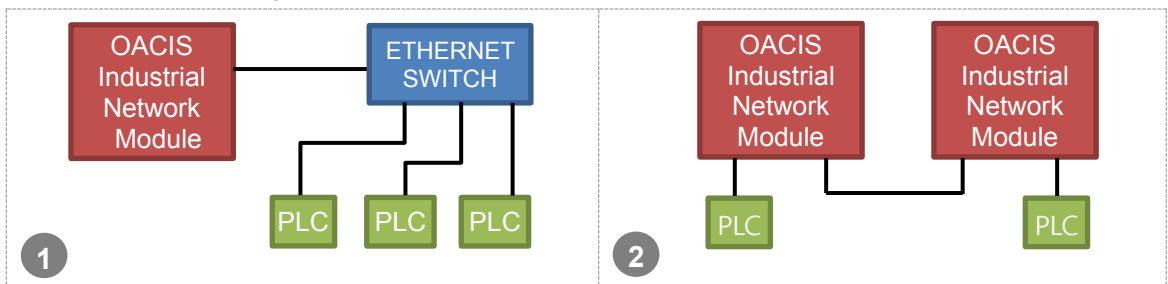 OACIS
Industrial
Network
Module
ETHERNET
SWITCH
PLC
PLC
PLC
1
OACIS
Industrial
Network
Module
OACIS
Industrial
Network
Module
PLC
PLC
2